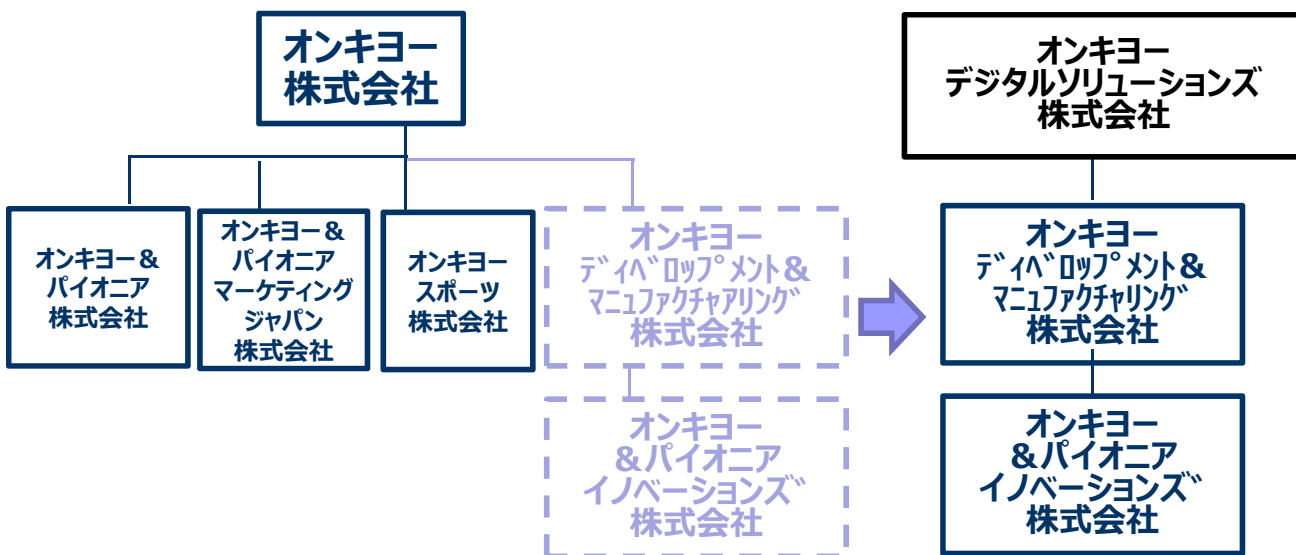 オンキヨー
株式会社
オンキヨー
デジタルソリューションズ
株式会社
オンキヨー＆
パイオニア
株式会社
オンキヨー＆
パイオニア
マーケティング
ジャパン
株式会社
オンキヨー
スポーツ
株式会社
オンキヨー
ﾃﾞｨﾍﾞﾛｯﾌﾟﾒﾝﾄ&
ﾏﾆｭﾌｧｸﾁｬｱﾘﾝｸﾞ
株式会社
オンキヨー
ﾃﾞｨﾍﾞﾛｯﾌﾟﾒﾝﾄ&
ﾏﾆｭﾌｧｸﾁｬﾘﾝｸﾞ
株式会社
オンキヨー
&パイオニア
イノベーションズﾞ
株式会社
オンキヨー
&パイオニア
イノベーションズﾞ
株式会社